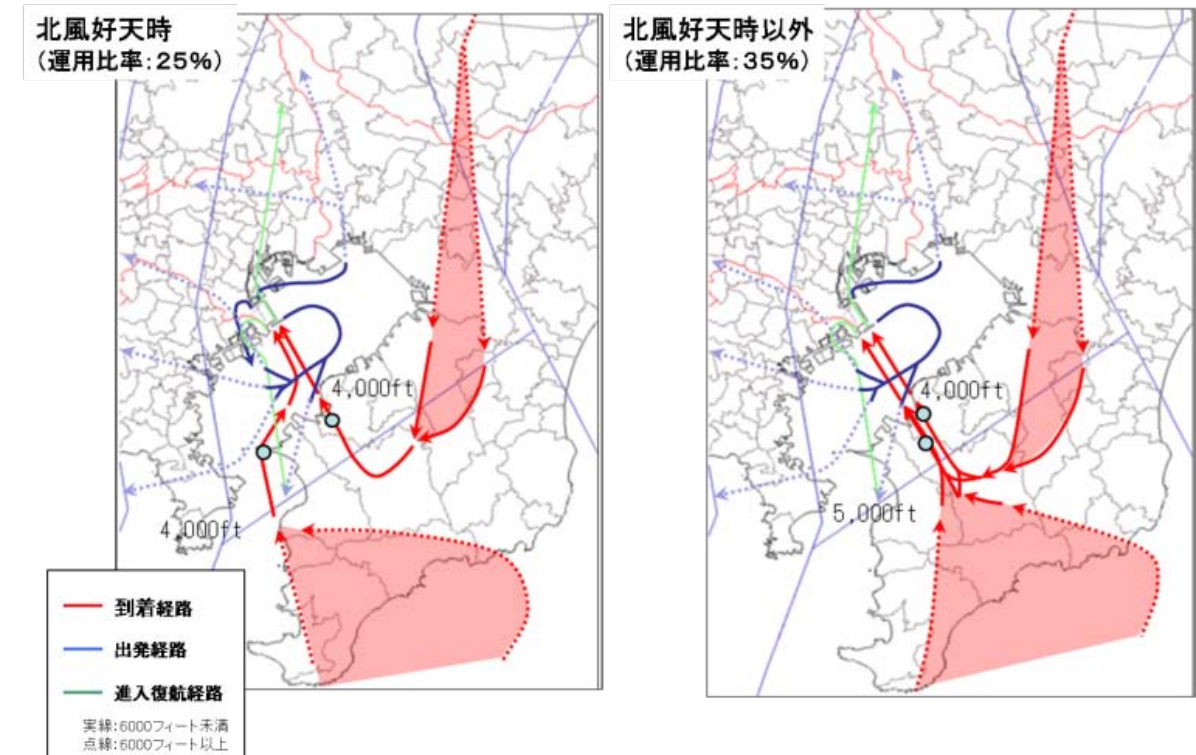 北風好天時
（運用比率：25％）
4,000ft
4,000ft
到着経路
出発経路
進入復航経路
実線：6000フィート未満
点線：6000フィート以上
北風好天時以外
（運用比率：35％）
4,000ft
5,000ft